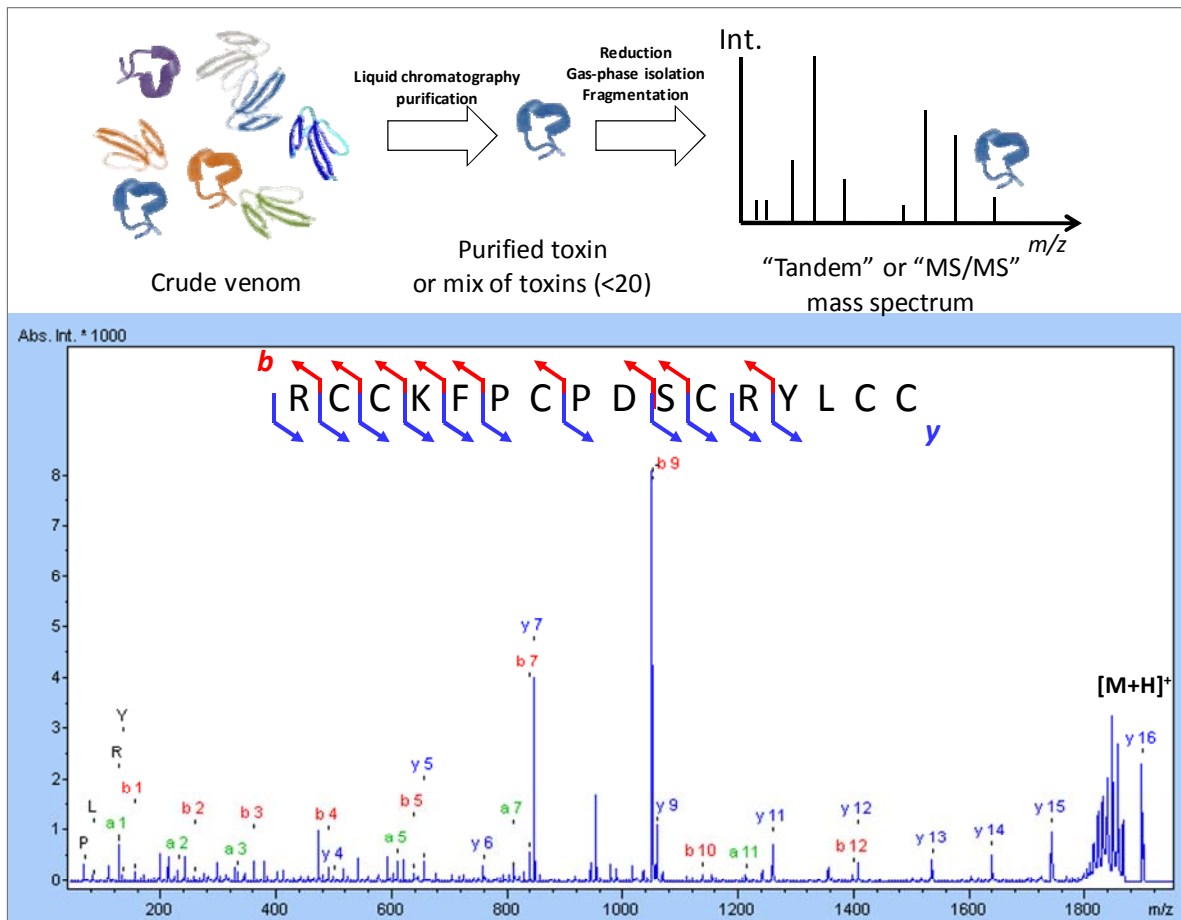 Int.
Reduction
Gas-phase isolation
Fragmentation
Liquid chromatography
purification
m/z
Crude venom
Purified toxin
or mix of toxins (<20)
“Tandem” or “MS/MS”
mass spectrum
Abs. Int. * 1000
b
R C C K F P C P D S C R Y L C C
y
8
7
6
5
4
3
2
1
0
b 9
y 7
b 7
[M+H]+
Y
R
L
P
b 1
a 1
b 2
a 2
b 3
a 3
b 4
y 4
y 5
b 5
a 5
y 6
a 7
y 9
b 10
a 11
y 11
y 12
b 12
y 13
y 14
y 15
y 16
200 400 600 800 1000 1200 1400 1600 1800 m/z